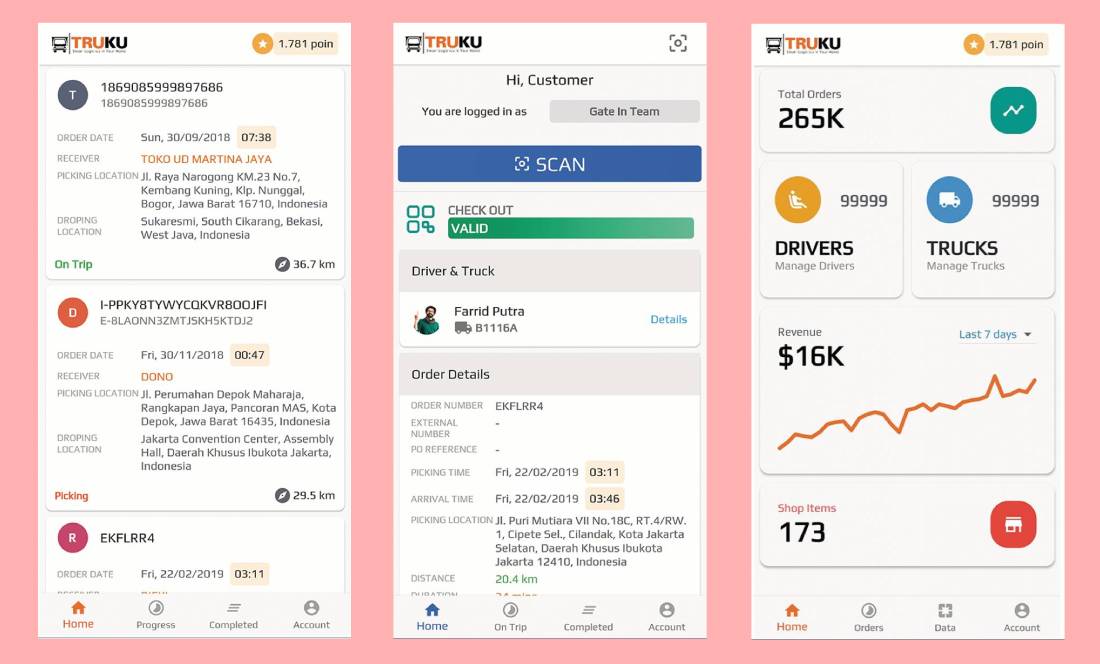 TRUKU
1.781 poin
T
1869085999897686
1869085999897686
ORDER DATE Sun, 30/09/2018 07:38
RECEIVER TOKO UD MARTINA JAYA
PICKING LOCATION Jl. Raya Narogong KM.23 No.7,
Kembang Kuning, Klp. Nunggal,
Bogor, Jawa Barat 16710, Indonesia
DROPING
LOCATION
Sukaresmi, South Cikarang, Bekasi,
West Java, Indonesia
On Trip 36.7 km
D
I-PPKY8TYWYCQKVR8OOJFI
E-8LAONN3ZMTJSKH5KTDJ2
ORDER DATE Fri, 30/11/2018 00:47
RECEIVER DONO
PICKING LOCATION Jl. Perumahan Depok Maharaja,
Rangkapan Jaya, Pancoran MAS, Kota
Depok, Jawa Barat 16435, Indonesia
DROPING
LOCATION
Jakarta Convention Center, Assembly
Hall, Daerah Khusus Ibukota Jakarta,
Indonesia
Picking 29.5 km
R
EKFLRR4
ORDER DATE Fri, 22/02/2019 03:11
Home Progress Completed Account
TRUKU
Hi, Customer
You are logged in as Gate In Team
SCAN
CHECK OUT
VALID
Driver & Truck
Farrid Putra
B1116A
Details
Order Details
ORDER NUMBER EKFLRR4
EXTERNAL
NUMBER
-
PO REFERENCE -
PICKING TIME Fri, 22/02/2019 03:11
ARRIVAL TIME Fri, 22/02/2019 03:46
PICKING LOCATION Jl. Puri Mutiara VII No.18C, RT.4/RW.
1, Cipete Sel., Cilandak, Kota Jakarta
Selatan, Daerah Khusus Ibukota
Jakarta 12410, Indonesia
DISTANCE 20.4 km
Home On Trip Completed Account
TRUKU
1.781 poin
Total Orders
265K
99999
DRIVERS
Manage Drivers
99999
TRUCKS
Manage Trucks
Revenue
$16K
Last 7 days
Shop Items
173
Home Orders Data Account